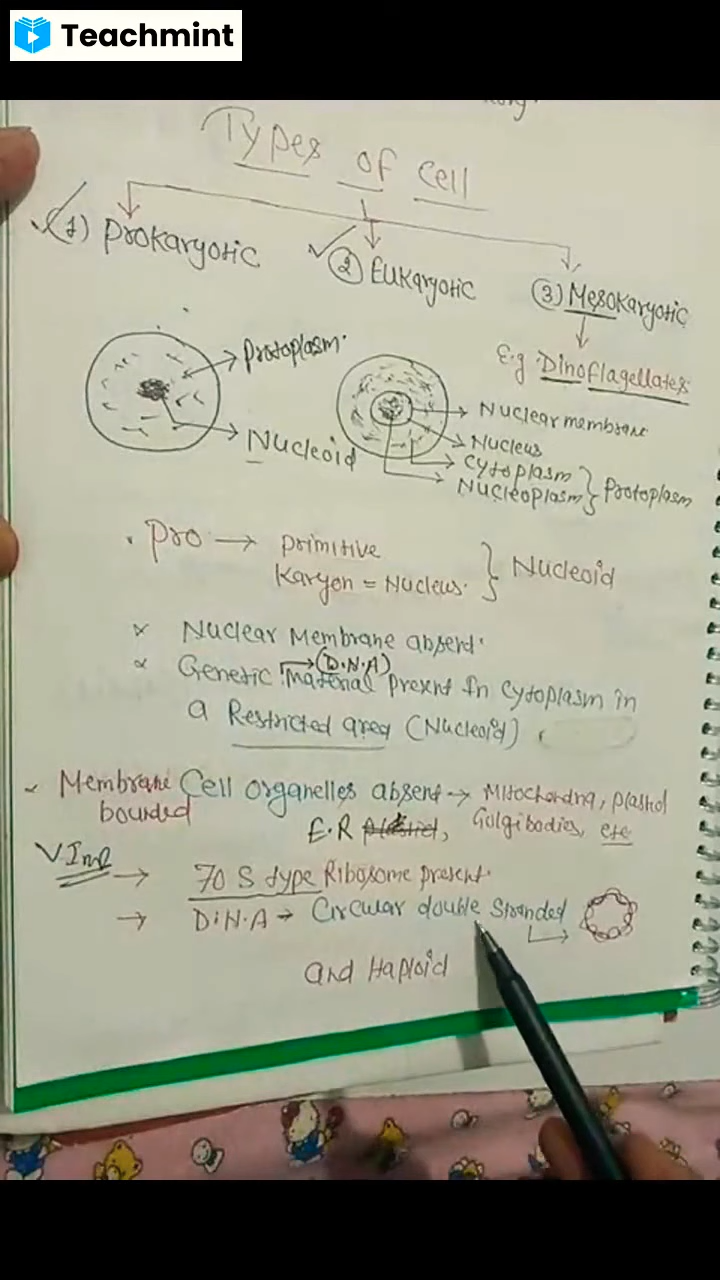 Teachmint
Types of cell
(1) Prokaryotic
(2) Eukaryotic
(3) Mesokaryotic
E.g Dinoflagellates
Protoplasm.
Nucleoid
Nuclear membrane
Nucleus
Cytoplasm
Nucleoplasm } Protoplasm
Pro → Primitive
Karyon = Nucleus. } Nucleoid
Nuclear Membrane absent.
Genetic Material Present in Cytoplasm in
→ (D.N.A)
a Restricted area (Nucleoid)
Membrane Cell organelles absent → Mitochondria, Plastid
bounded
E.R Golgibodies, etc
V.Imp
→ 70 S type Ribosome present.
→ D.N.A → Circular double Stranded
and Haploid